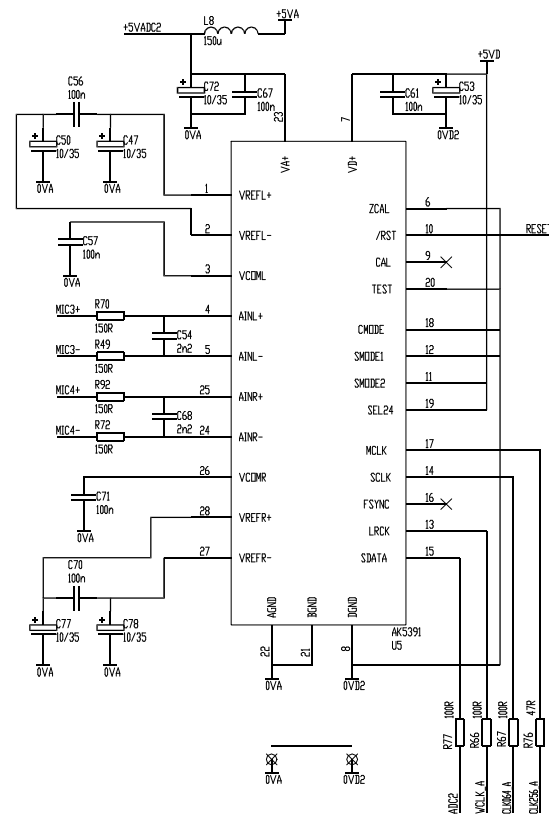 +5VADC2
L8
150u
+5VA
+5VD
C56
100n
C72
10/35
C67
100n
C61
100n
C53
10/35
C50
10/35
C47
10/35
0VA
23
7
0VD2
0VA
0VA
VA+
VD+
1
VREFL+
ZCAL
6
2
VREFL-
/RST
10
RESET
C57
100n
CAL
9
3
VCOML
TEST
20
0VA
MIC3+
R70
150R
4
AINL+
CMODE
18
C54
2n2
MIC3-
R49
150R
5
AINL-
SMODE1
12
MIC4+
R92
150R
25
AINR+
SMODE2
11
C68
2n2
SEL24
19
MIC4-
R72
150R
24
AINR-
MCLK
17
26
VCOMR
SCLK
14
C71
100n
FSYNC
16
28
VREFR+
LRCK
13
0VA
27
VREFR-
SDATA
15
C70
100n
C77
10/35
C78
10/35
AGND
BGND
DGND
AK5391
U5
22
21
8
0VA
0VA
0VA
0VD2
R77
100R
R66
100R
R67
100R
R76
47R
0VA
0VD2
ADC2
WCLK_A
CLK064_A
CLK256_A